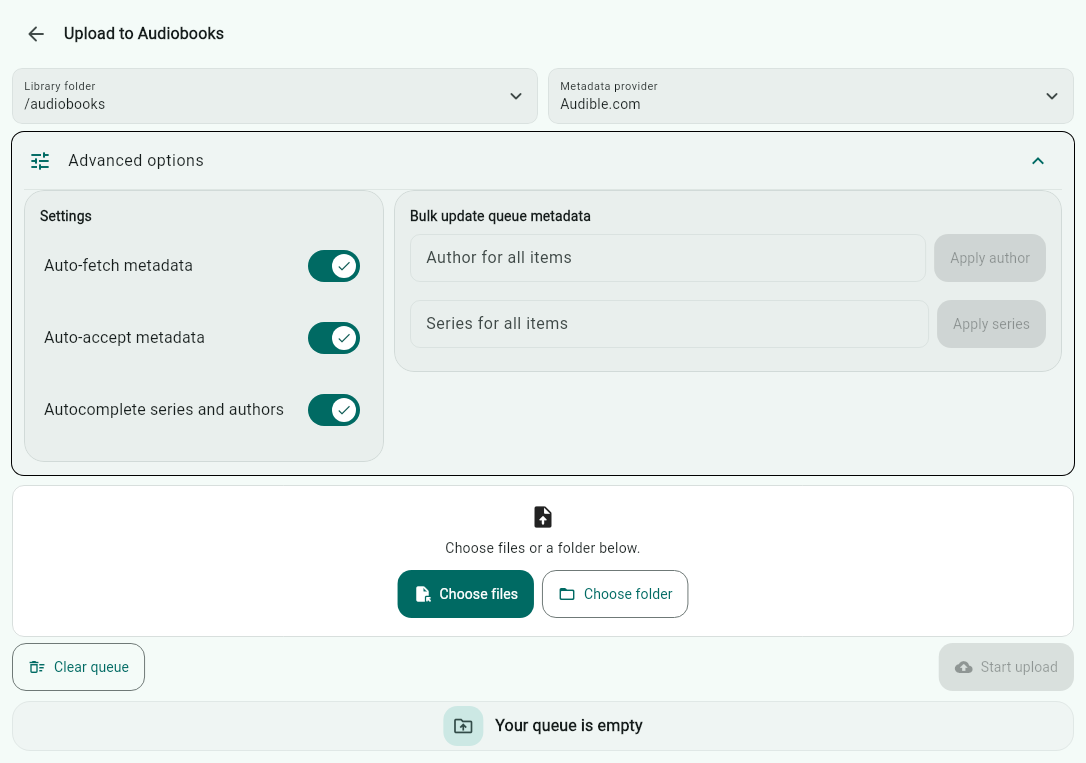 Upload to Audiobooks
Library folder
/audiobooks
Metadata provider
Audible.com
Advanced options
Settings
Auto-fetch metadata
Auto-accept metadata
Autocomplete series and authors
Bulk update queue metadata
Author for all items
Apply author
Series for all items
Apply series
Choose files or a folder below.
Choose files
Choose folder
Clear queue
Start upload
Your queue is empty